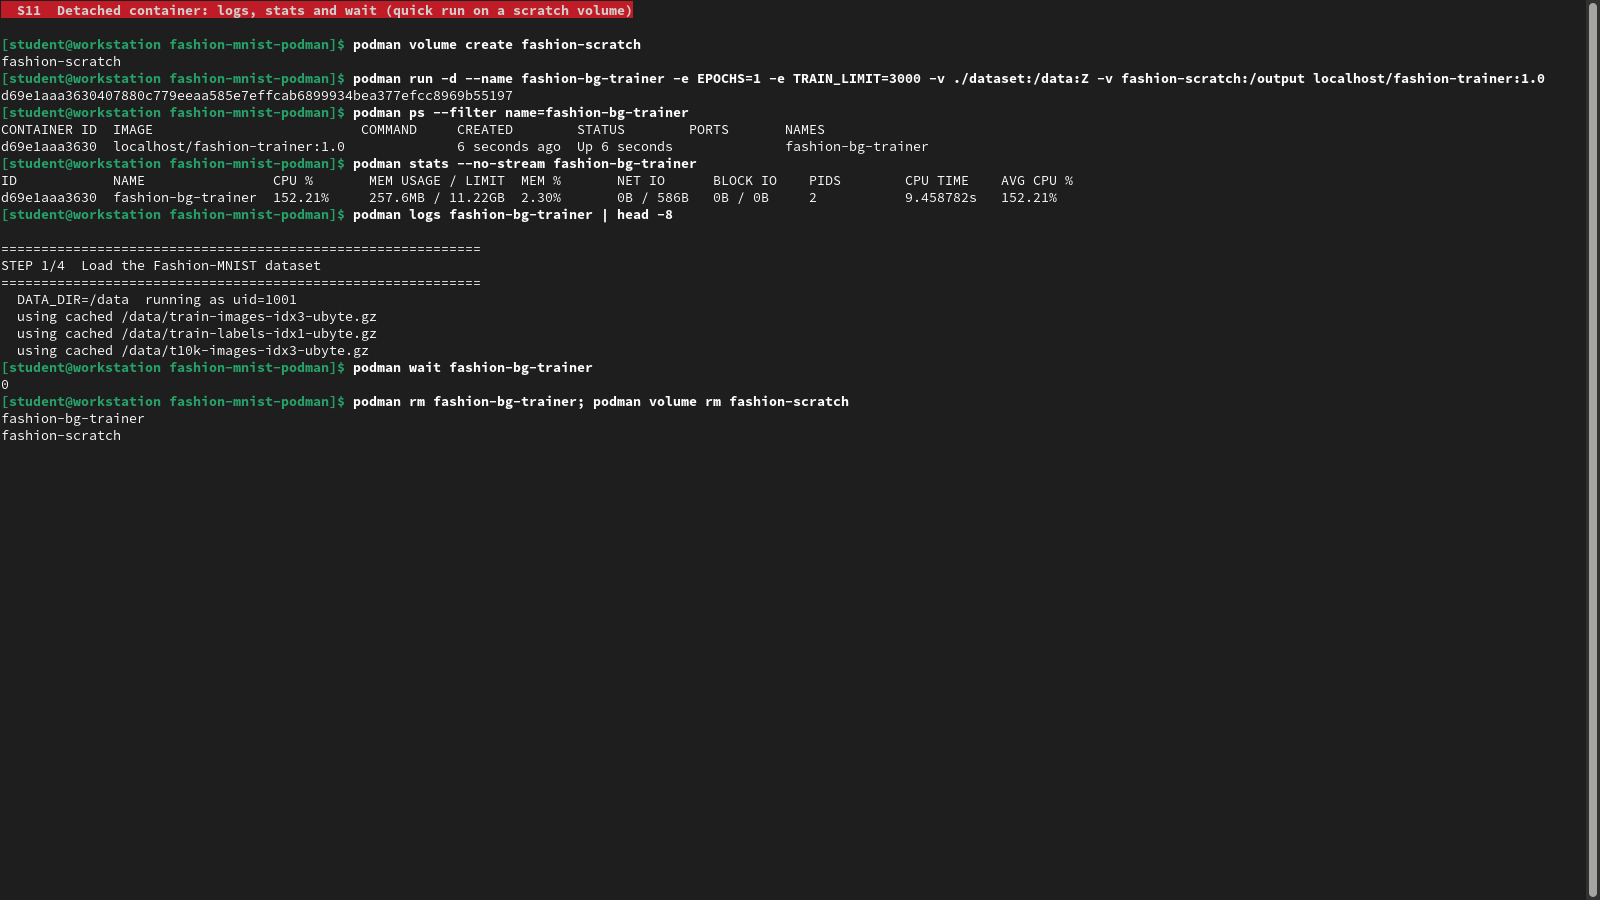 S11  Detached container: logs, stats and wait (quick run on a scratch volume)
[student@workstation fashion-mnist-podman]$ podman volume create fashion-scratch
fashion-scratch
[student@workstation fashion-mnist-podman]$ podman run -d --name fashion-bg-trainer -e EPOCHS=1 -e TRAIN_LIMIT=3000 -v ./dataset:/data:Z -v fashion-scratch:/output localhost/fashion-trainer:1.0
d69e1aaa3630407880c779eeaa585e7effcab6899934bea377efcc8969b55197
[student@workstation fashion-mnist-podman]$ podman ps --filter name=fashion-bg-trainer
CONTAINER ID  IMAGE                          COMMAND     CREATED        STATUS        PORTS       NAMES
d69e1aaa3630  localhost/fashion-trainer:1.0              6 seconds ago  Up 6 seconds              fashion-bg-trainer
[student@workstation fashion-mnist-podman]$ podman stats --no-stream fashion-bg-trainer
ID            NAME                CPU %       MEM USAGE / LIMIT  MEM %       NET IO      BLOCK IO    PIDS        CPU TIME    AVG CPU %
d69e1aaa3630  fashion-bg-trainer  152.21%     257.6MB / 11.22GB  2.30%       0B / 586B   0B / 0B     2           9.458782s   152.21%
[student@workstation fashion-mnist-podman]$ podman logs fashion-bg-trainer | head -8
============================================================
STEP 1/4  Load the Fashion-MNIST dataset
============================================================
  DATA_DIR=/data  running as uid=1001
  using cached /data/train-images-idx3-ubyte.gz
  using cached /data/train-labels-idx1-ubyte.gz
  using cached /data/t10k-images-idx3-ubyte.gz
[student@workstation fashion-mnist-podman]$ podman wait fashion-bg-trainer
0
[student@workstation fashion-mnist-podman]$ podman rm fashion-bg-trainer; podman volume rm fashion-scratch
fashion-bg-trainer
fashion-scratch